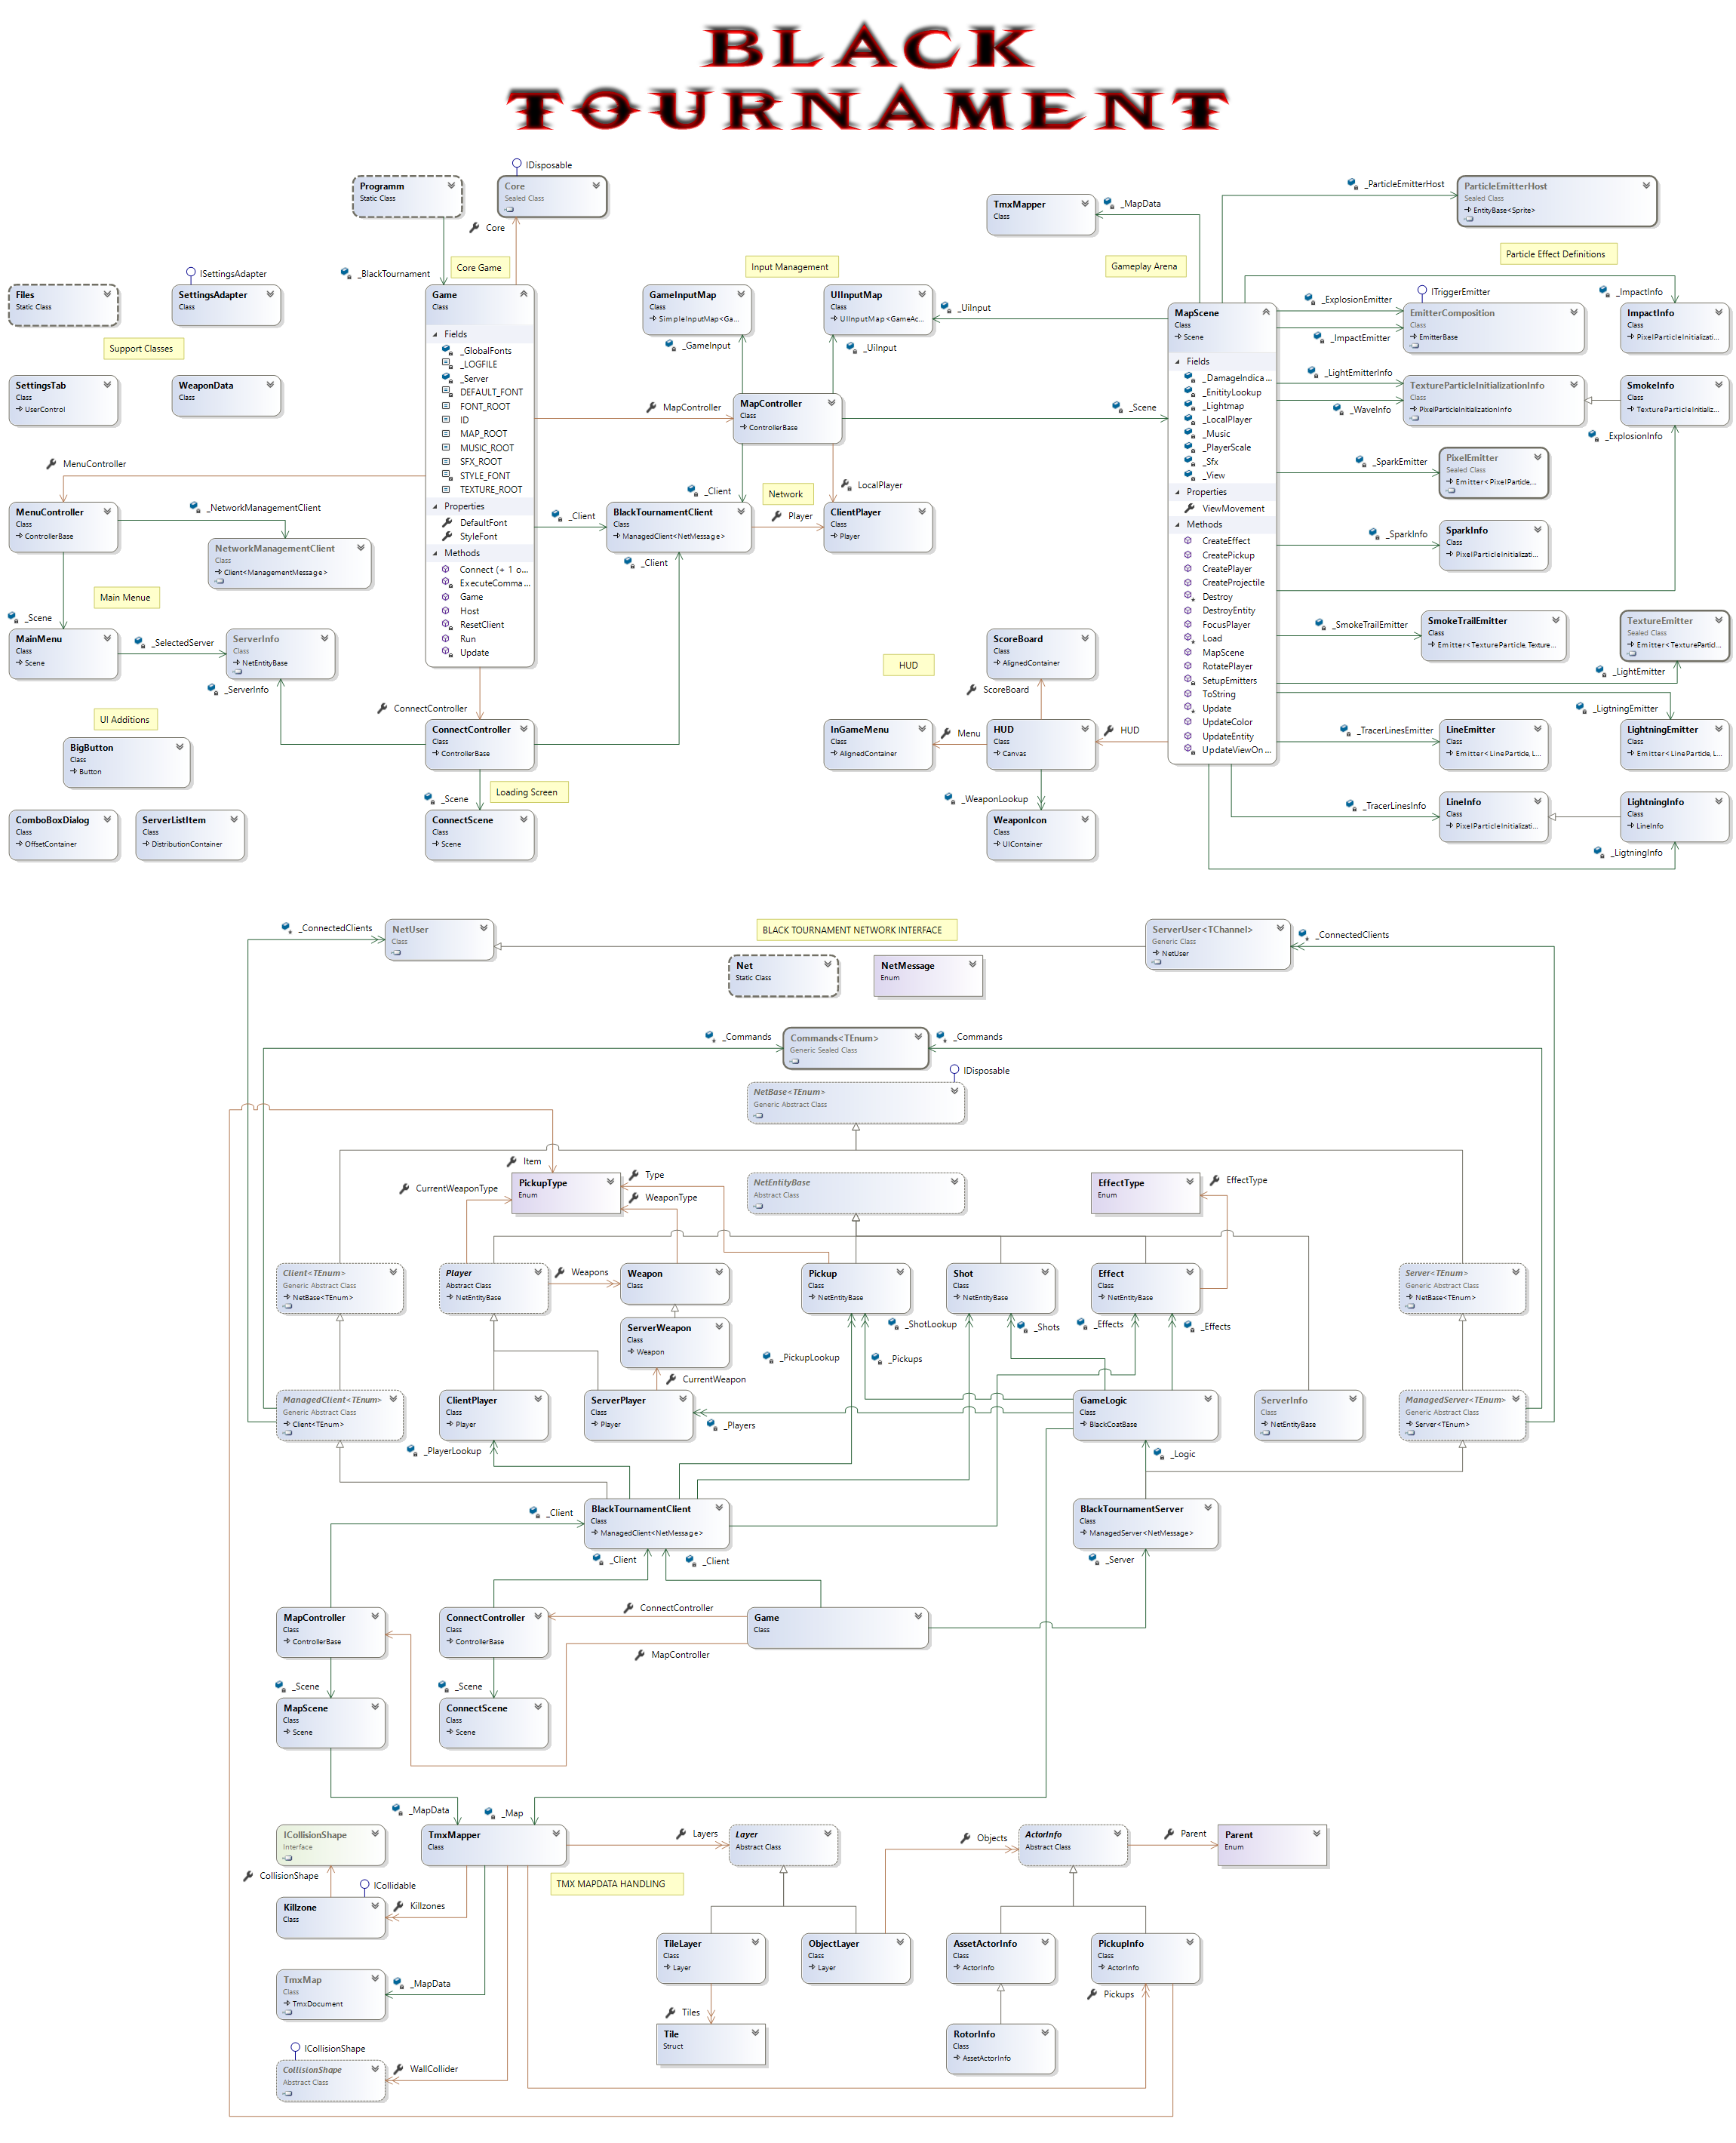 BLACK
TOURNAMENT
IDisposable
Programm
Static Class
Core
Sealed Class
Core
_BlackTournament
Core Game
Files
Static Class
ISettingsAdapter
SettingsAdapter
Class
Support Classes
SettingsTab
Class
UserControl
WeaponData
Class
Game
Class
Fields
_GlobalFonts
_LOGFILE
_Server
DEFAULT_FONT
FONT_ROOT
ID
MAP_ROOT
MUSIC_ROOT
SFX_ROOT
STYLE_FONT
TEXTURE_ROOT
Properties
DefaultFont
StyleFont
Methods
Connect (+ 1 o...
ExecuteComma...
Game
Host
ResetClient
Run
Update
MenuController
MenuController
Class
ControllerBase
_NetworkManagementClient
NetworkManagementClient
Class
Client<ManagementMessage>
Main Menue
_Scene
MainMenu
Class
Scene
_SelectedServer
ServerInfo
Class
NetEntityBase
_ServerInfo
UI Additions
BigButton
Class
Button
ComboBoxDialog
Class
OffsetContainer
ServerListItem
Class
DistributionContainer
ConnectController
ConnectController
Class
ControllerBase
_Scene
Loading Screen
ConnectScene
Class
Scene
Input Management
GameInputMap
Class
SimpleInputMap<Ga...
UIInputMap
Class
UIInputMap<GameAc...
_GameInput
_UiInput
_UiInput
MapController
MapController
Class
ControllerBase
_Scene
_Client
Network
LocalPlayer
_Client
BlackTournamentClient
Class
ManagedClient<NetMessage>
Player
ClientPlayer
Class
Player
_Client
HUD
ScoreBoard
Class
AlignedContainer
ScoreBoard
InGameMenu
Class
AlignedContainer
Menu
HUD
Class
Canvas
HUD
_WeaponLookup
WeaponIcon
Class
UIContainer
TmxMapper
Class
_MapData
Gameplay Arena
MapScene
Class
Scene
Fields
_DamageIndica...
_EnitityLookup
_Lightmap
_LocalPlayer
_Music
_PlayerScale
_Sfx
_View
Properties
ViewMovement
Methods
CreateEffect
CreatePickup
CreatePlayer
CreateProjectile
Destroy
DestroyEntity
FocusPlayer
Load
MapScene
RotatePlayer
SetupEmitters
ToString
Update
UpdateColor
UpdateEntity
UpdateViewOn...
_ParticleEmitterHost
ParticleEmitterHost
Sealed Class
EntityBase<Sprite>
Particle Effect Definitions
_ExplosionEmitter
_ImpactEmitter
ITriggerEmitter
EmitterComposition
Class
EmitterBase
_ImpactInfo
ImpactInfo
Class
PixelParticleInitializati...
_LightEmitterInfo
_WaveInfo
TextureParticleInitializationInfo
Class
PixelParticleInitializationInfo
SmokeInfo
Class
TextureParticleInitializ...
_ExplosionInfo
_SparkEmitter
PixelEmitter
Sealed Class
Emitter<PixelParticle,...
_SparkInfo
SparkInfo
Class
PixelParticleInitializati...
_SmokeTrailEmitter
SmokeTrailEmitter
Class
Emitter<TextureParticle, Texture...
TextureEmitter
Sealed Class
Emitter<TextureParticl...
_LightEmitter
_LigtningEmitter
_TracerLinesEmitter
LineEmitter
Class
Emitter<LineParticle, L...
LightningEmitter
Class
Emitter<LineParticle, L...
_TracerLinesInfo
LineInfo
Class
PixelParticleInitializati...
LightningInfo
Class
LineInfo
_LigtningInfo
_ConnectedClients
NetUser
Class
BLACK TOURNAMENT NETWORK INTERFACE
ServerUser<TChannel>
Generic Class
NetUser
_ConnectedClients
Net
Static Class
NetMessage
Enum
_Commands
Commands<TEnum>
Generic Sealed Class
_Commands
IDisposable
NetBase<TEnum>
Generic Abstract Class
Item
CurrentWeaponType
PickupType
Enum
Type
WeaponType
NetEntityBase
Abstract Class
EffectType
Enum
EffectType
Client<TEnum>
Generic Abstract Class
NetBase<TEnum>
Player
Abstract Class
NetEntityBase
Weapons
Weapon
Class
Pickup
Class
NetEntityBase
Shot
Class
NetEntityBase
Effect
Class
NetEntityBase
Server<TEnum>
Generic Abstract Class
NetBase<TEnum>
ServerWeapon
Class
Weapon
_ShotLookup
_Shots
_Effects
_Effects
_PickupLookup
_Pickups
CurrentWeapon
ManagedClient<TEnum>
Generic Abstract Class
Client<TEnum>
ClientPlayer
Class
Player
ServerPlayer
Class
Player
_Players
GameLogic
Class
BlackCoatBase
ServerInfo
Class
NetEntityBase
ManagedServer<TEnum>
Generic Abstract Class
Server<TEnum>
_PlayerLookup
_Logic
_Client
BlackTournamentClient
Class
ManagedClient<NetMessage>
BlackTournamentServer
Class
ManagedServer<NetMessage>
_Client
_Client
_Server
MapController
Class
ControllerBase
ConnectController
Class
ControllerBase
ConnectController
Game
Class
MapController
_Scene
_Scene
MapScene
Class
Scene
ConnectScene
Class
Scene
_MapData
_Map
ICollisionShape
Interface
TmxMapper
Class
Layers
Layer
Abstract Class
Objects
ActorInfo
Abstract Class
Parent
Parent
Enum
CollisionShape
ICollidable
Killzone
Class
Killzones
TMX MAPDATA HANDLING
TileLayer
Class
Layer
ObjectLayer
Class
Layer
AssetActorInfo
Class
ActorInfo
PickupInfo
Class
ActorInfo
TmxMap
Class
TmxDocument
_MapData
Tiles
Pickups
Tile
Struct
RotorInfo
Class
AssetActorInfo
ICollisionShape
CollisionShape
Abstract Class
WallCollider